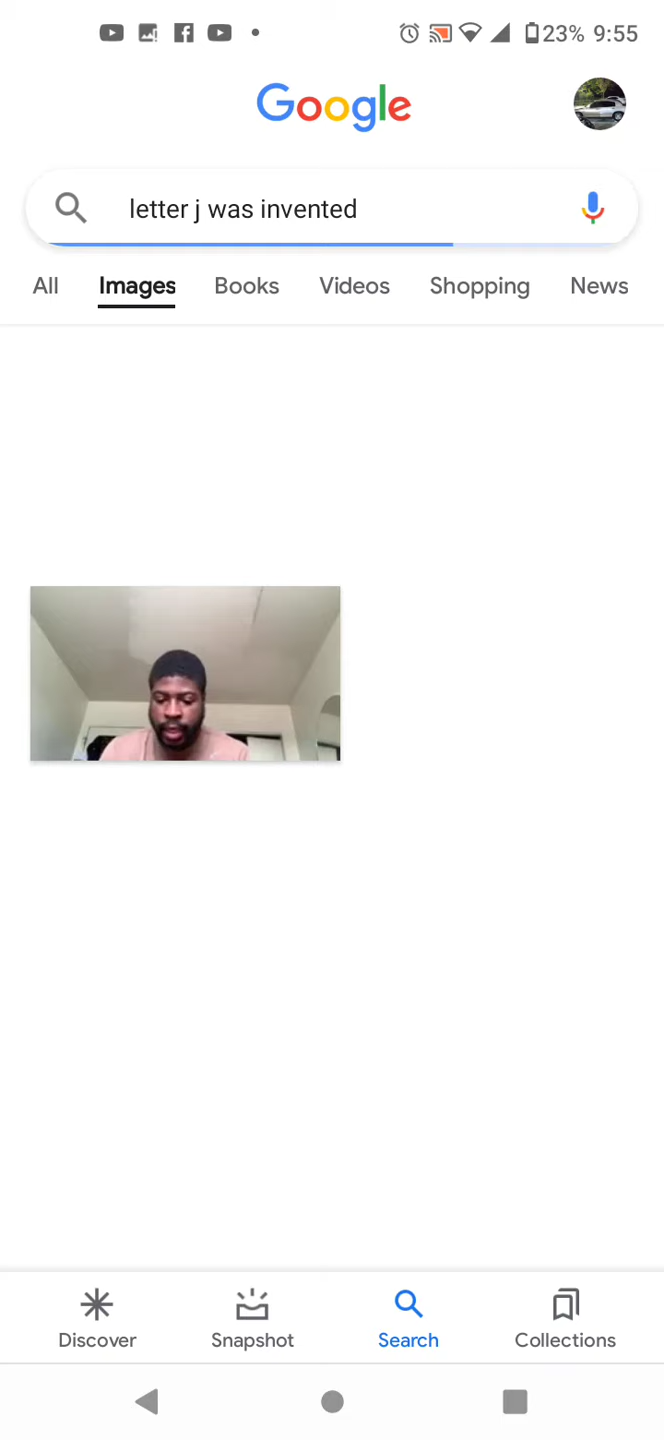 23% 9:55
Google
letter j was invented
All Images Books Videos Shopping News
Discover Snapshot Search Collections